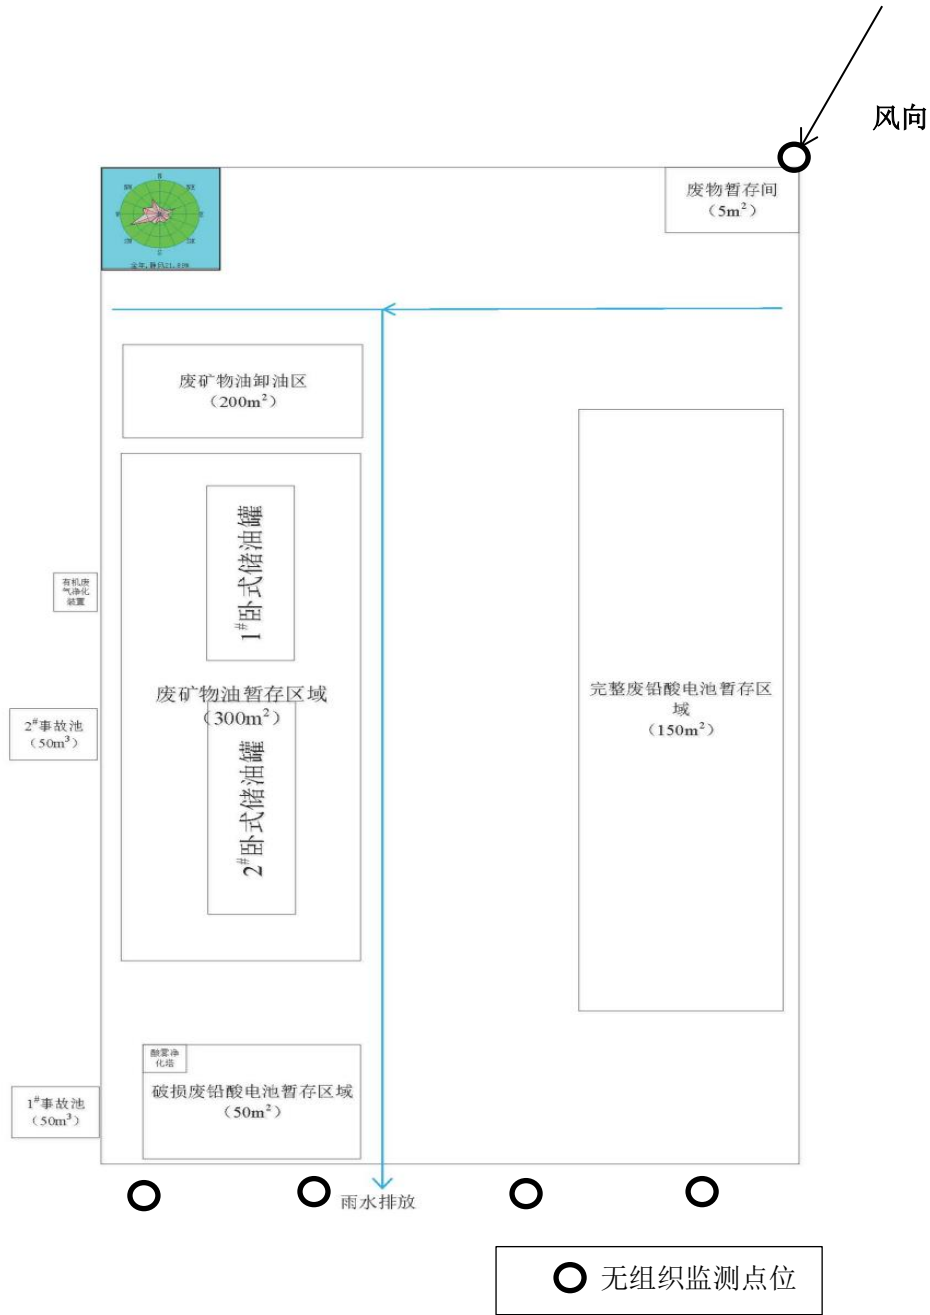 风向
废物暂存间
（5m²）
N
W
E
S
废矿物油卸油区
（200m²）
1#卧式储油罐
有机废
气净化
装置
废矿物油暂存区域
（300m²）
完整废铅酸电池暂存区
域
（150m²）
2#事故池
（50m³）
2#卧式储油罐
酸雾净
化塔
破损废铅酸电池暂存区域
（50m²）
1#事故池
（50m³）
雨水排放
无组织监测点位